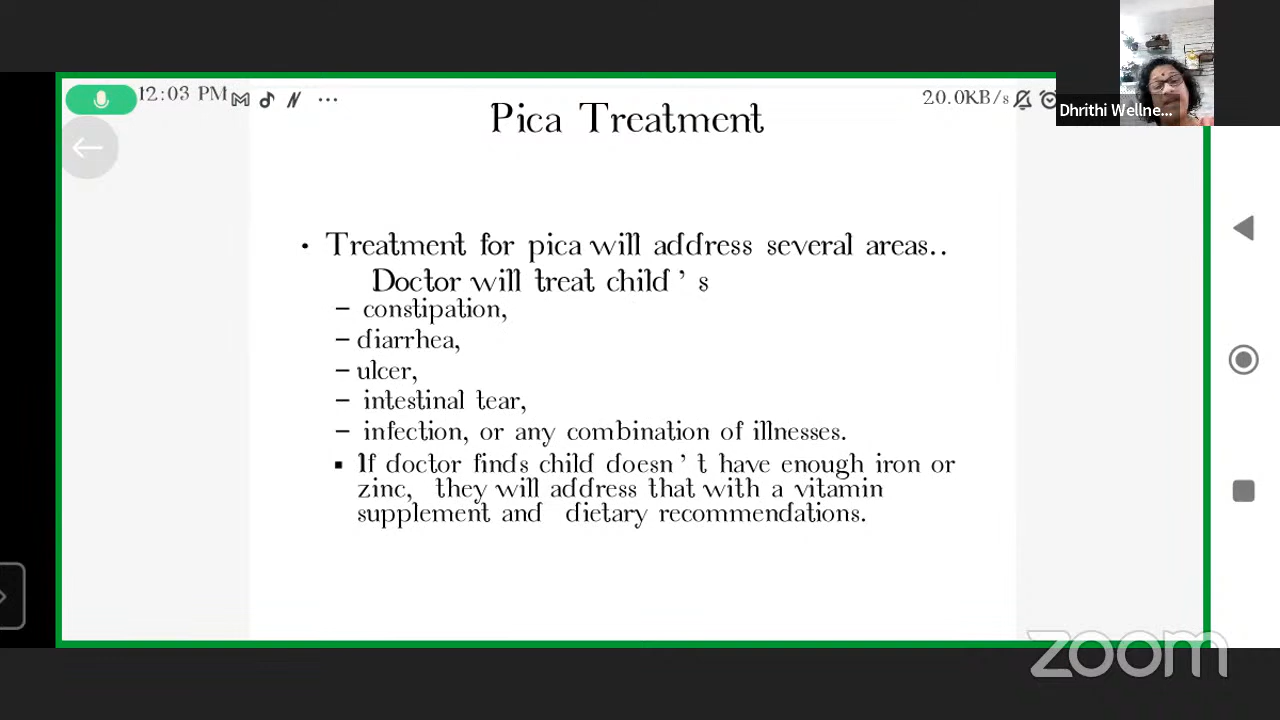 12:03 PM
20.0KB/s
Dhrithi Wellne...
Pica Treatment
• Treatment for pica will address several areas..
Doctor will treat child’s
– constipation,
– diarrhea,
– ulcer,
– intestinal tear,
– infection, or any combination of illnesses.
▪ If doctor finds child doesn’t have enough iron or
zinc, they will address that with a vitamin
supplement and dietary recommendations.
zoom